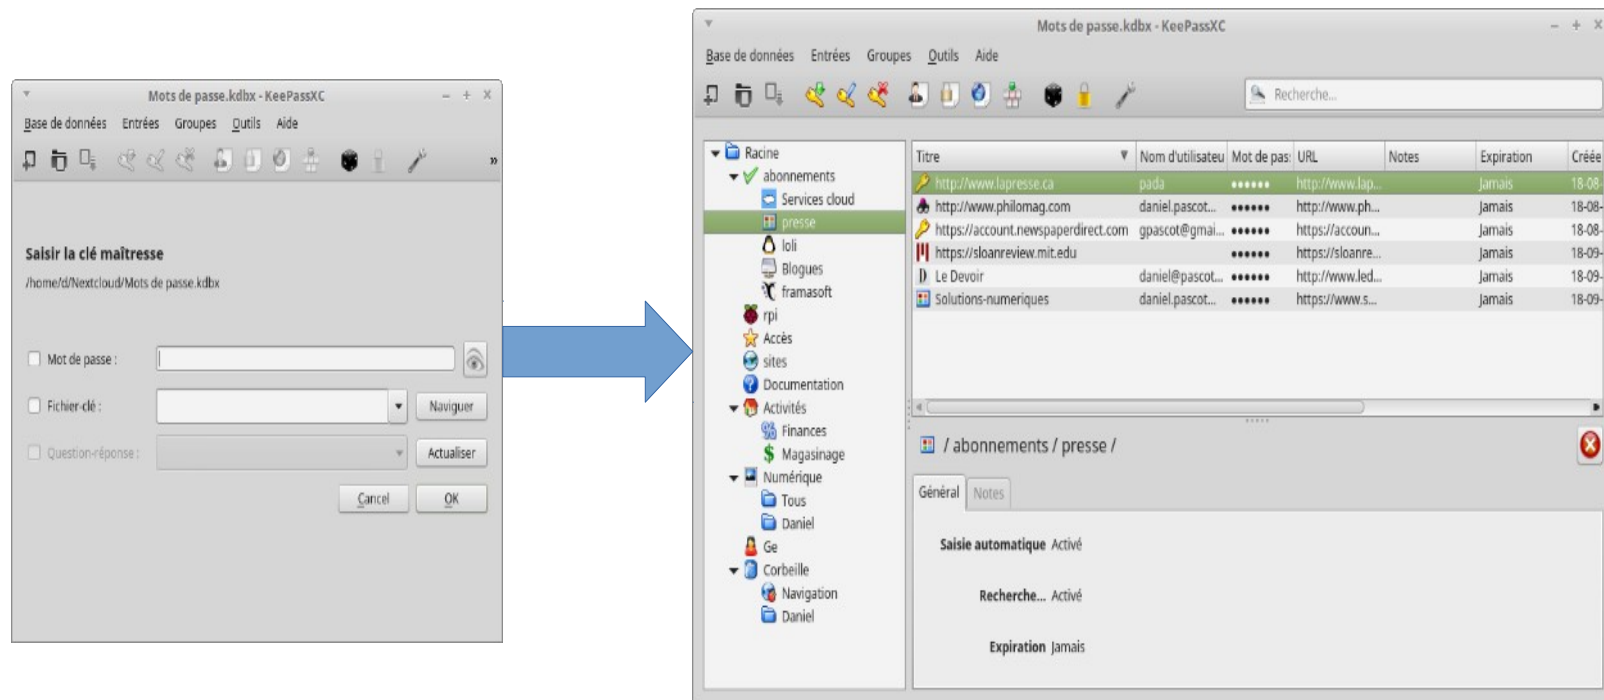 Mots de passe.kdbx - KeePassXC
Base de données Entrées Groupes Outils Aide
»
Saisir la clé maîtresse
/home/d/Nextcloud/Mots de passe.kdbx
Mot de passe :
Fichier-clé : Naviguer
Question-réponse : Actualiser
Cancel OK
Mots de passe.kdbx - KeePassXC
Base de données Entrées Groupes Outils Aide
Recherche...
Racine
abonnements
Services cloud
presse
loli
Blogues
framasoft
rpi
Accès
sites
Documentation
Activités
Finances
Magasinage
Numérique
Tous
Daniel
Ge
Corbeille
Navigation
Daniel
Titre Nom d'utilisateu Mot de pas: URL Notes Expiration Créée
http://www.lapresse.ca pada ●●●●●● http://www.lap... Jamais 18-08-
http://www.philomag.com daniel.pascot... ●●●●●● http://www.ph... Jamais 18-08-
https://account.newspaperdirect.com gpascot@gmai... ●●●●●● https://accoun... Jamais 18-08-
https://sloanreview.mit.edu ●●●●●● https://sloanre... Jamais 18-09-
Le Devoir daniel@pascot... ●●●●●● http://www.led... Jamais 18-09-
Solutions-numeriques daniel.pascot... ●●●●●● https://www.s... Jamais 18-09-
/ abonnements / presse /
Général Notes
Saisie automatique Activé
Recherche... Activé
Expiration Jamais